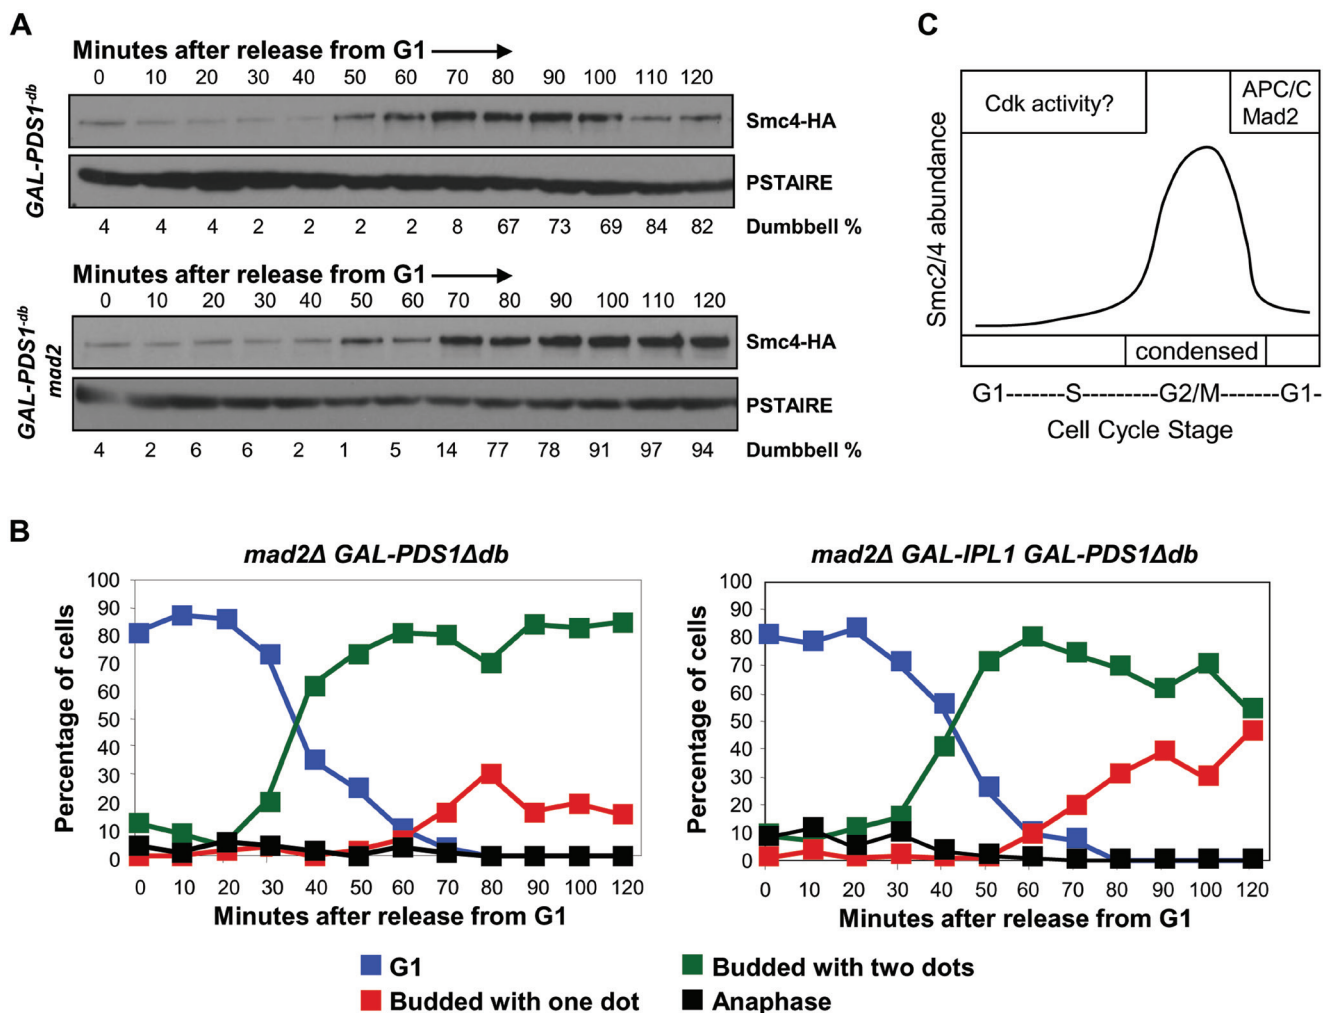 A
Minutes after release from G1
0 10 20 30 40 50 60 70 80 90 100 110 120
GAL-PDS1-db
Smc4-HA
PSTAIRE
4 4 4 2 2 2 2 8 67 73 69 84 82 Dumbbell %
Minutes after release from G1
0 10 20 30 40 50 60 70 80 90 100 110 120
GAL-PDS1-db
mad2
Smc4-HA
PSTAIRE
4 2 6 6 2 1 5 14 77 78 91 97 94 Dumbbell %
C
Cdk activity?
APC/C
Mad2
Smc2/4 abundance
condensed
G1-------S----------G2/M-------G1-
Cell Cycle Stage
B
mad2Δ GAL-PDS1Δdb
Percentage of cells
100
90
80
70
60
50
40
30
20
10
0
0 10 20 30 40 50 60 70 80 90 100 120
Minutes after release from G1
mad2Δ GAL-IPL1 GAL-PDS1Δdb
Percentage of cells
100
90
80
70
60
50
40
30
20
10
0
0 10 20 30 40 50 60 70 80 90 100 120
Minutes after release from G1
G1
Budded with two dots
Budded with one dot
Anaphase